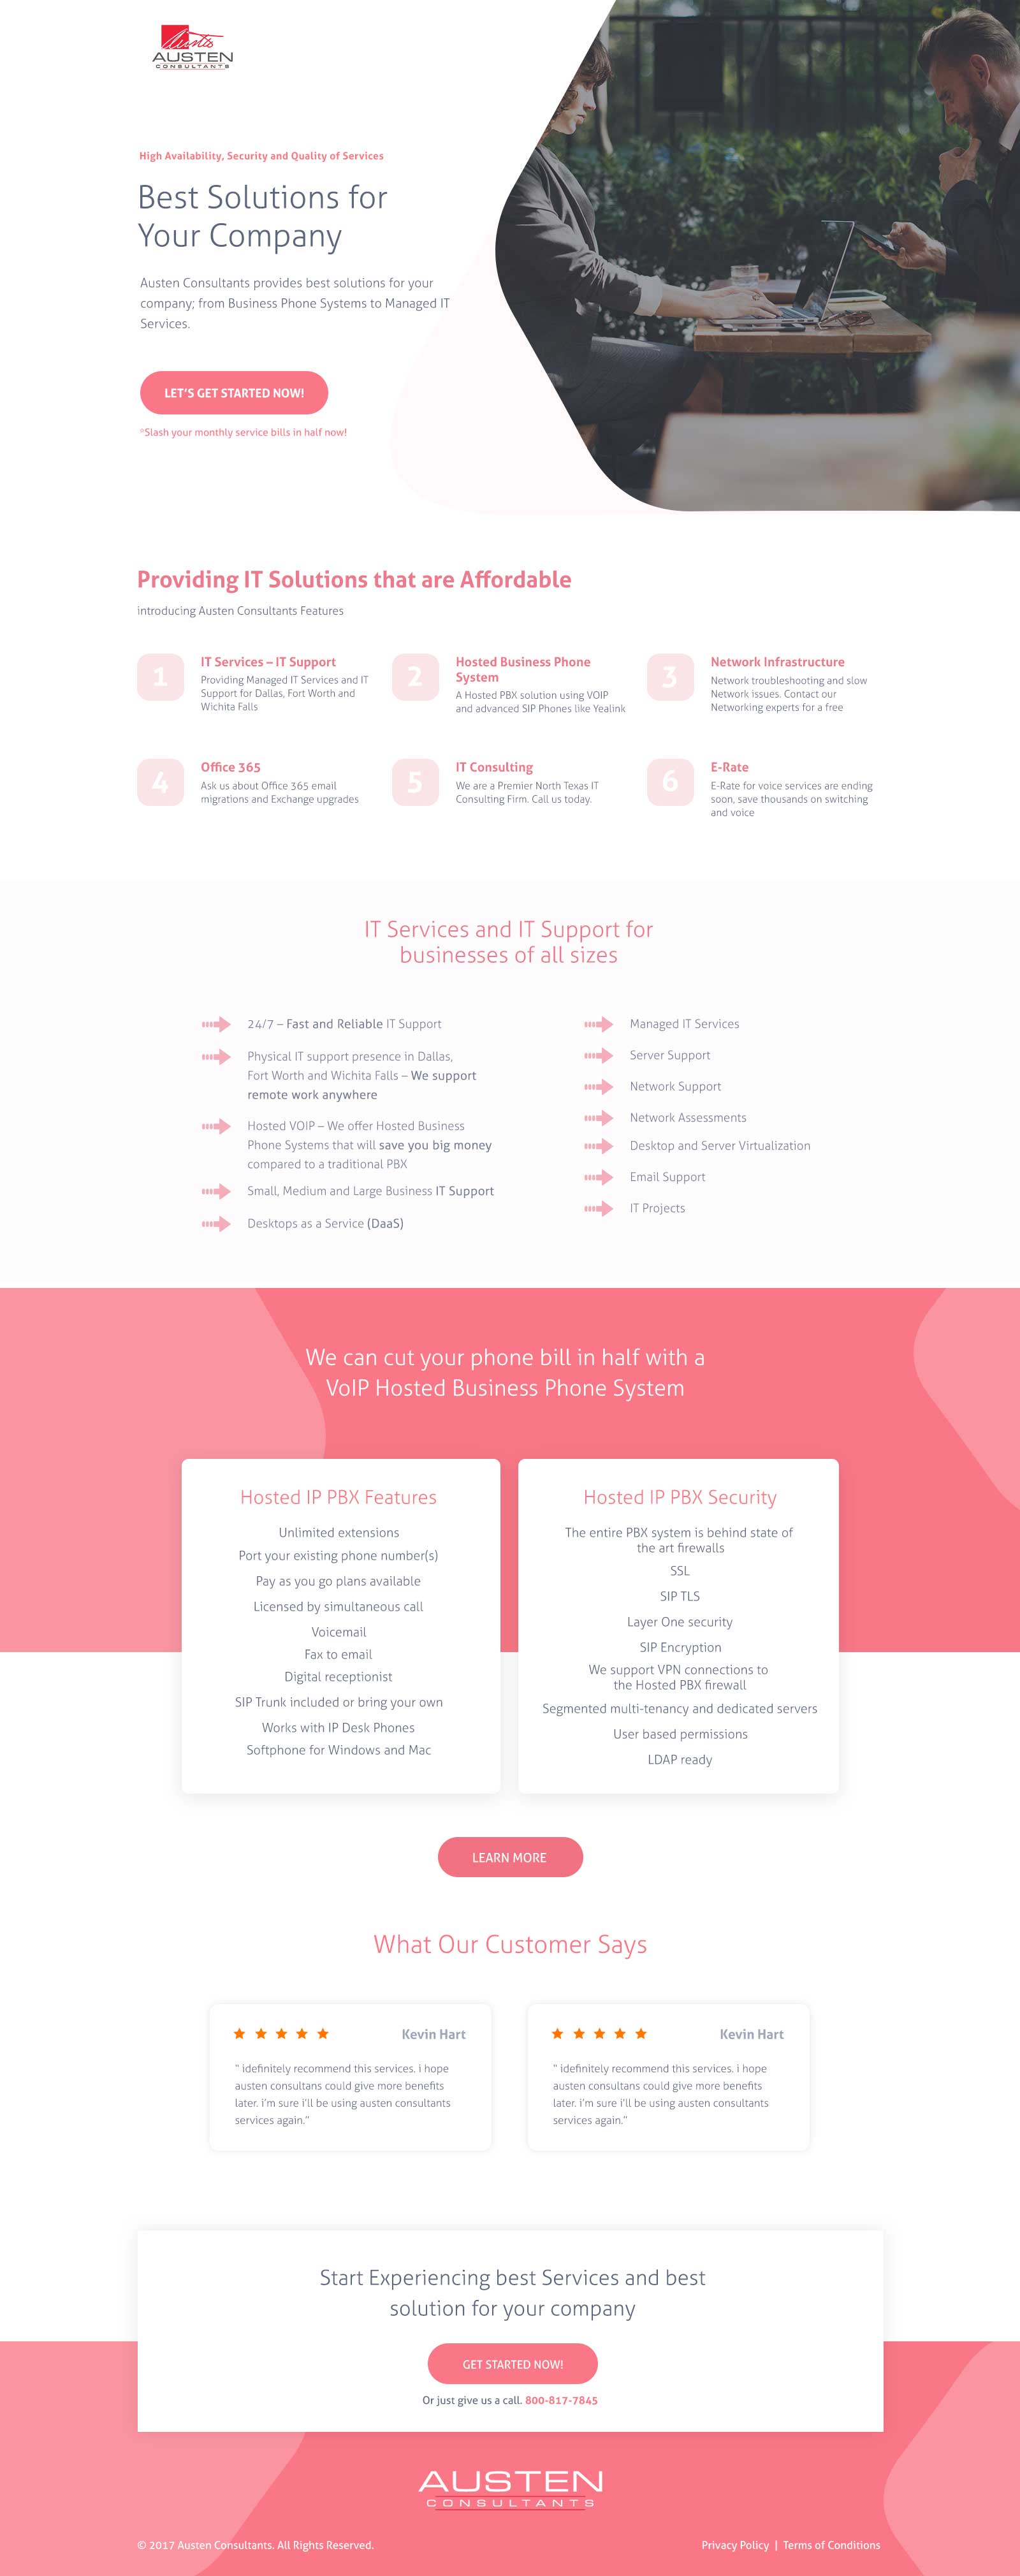 AUSTEN
CONSULTANTS
High Availability, Security and Quality of Services
Best Solutions for
Your Company
Austen Consultants provides best solutions for your
company; from Business Phone Systems to Managed IT
Services.
LET'S GET STARTED NOW!
*Slash your monthly service bills in half now!
Providing IT Solutions that are Affordable
introducing Austen Consultants Features
1
IT Services – IT Support
Providing Managed IT Services and IT
Support for Dallas, Fort Worth and
Wichita Falls
2
Hosted Business Phone
System
A Hosted PBX solution using VOIP
and advanced SIP Phones like Yealink
3
Network Infrastructure
Network troubleshooting and slow
Network issues. Contact our
Networking experts for a free
4
Office 365
Ask us about Office 365 email
migrations and Exchange upgrades
5
IT Consulting
We are a Premier North Texas IT
Consulting Firm. Call us today.
6
E-Rate
E-Rate for voice services are ending
soon, save thousands on switching
and voice
IT Services and IT Support for
businesses of all sizes
24/7 – Fast and Reliable IT Support
Physical IT support presence in Dallas,
Fort Worth and Wichita Falls – We support
remote work anywhere
Hosted VOIP – We offer Hosted Business
Phone Systems that will save you big money
compared to a traditional PBX
Small, Medium and Large Business IT Support
Desktops as a Service (DaaS)
Managed IT Services
Server Support
Network Support
Network Assessments
Desktop and Server Virtualization
Email Support
IT Projects
We can cut your phone bill in half with a
VoIP Hosted Business Phone System
Hosted IP PBX Features
Unlimited extensions
Port your existing phone number(s)
Pay as you go plans available
Licensed by simultaneous call
Voicemail
Fax to email
Digital receptionist
SIP Trunk included or bring your own
Works with IP Desk Phones
Softphone for Windows and Mac
Hosted IP PBX Security
The entire PBX system is behind state of
the art firewalls
SSL
SIP TLS
Layer One security
SIP Encryption
We support VPN connections to
the Hosted PBX firewall
Segmented multi-tenancy and dedicated servers
User based permissions
LDAP ready
LEARN MORE
What Our Customer Says
Kevin Hart
" idefinitely recommend this services. i hope
austen consultans could give more benefits
later. i'm sure i'll be using austen consultants
services again."
Kevin Hart
" idefinitely recommend this services. i hope
austen consultans could give more benefits
later. i'm sure i'll be using austen consultants
services again."
Start Experiencing best Services and best
solution for your company
GET STARTED NOW!
Or just give us a call. 800-817-7845
AUSTEN
CONSULTANTS
© 2017 Austen Consultants. All Rights Reserved.
Privacy Policy | Terms of Conditions